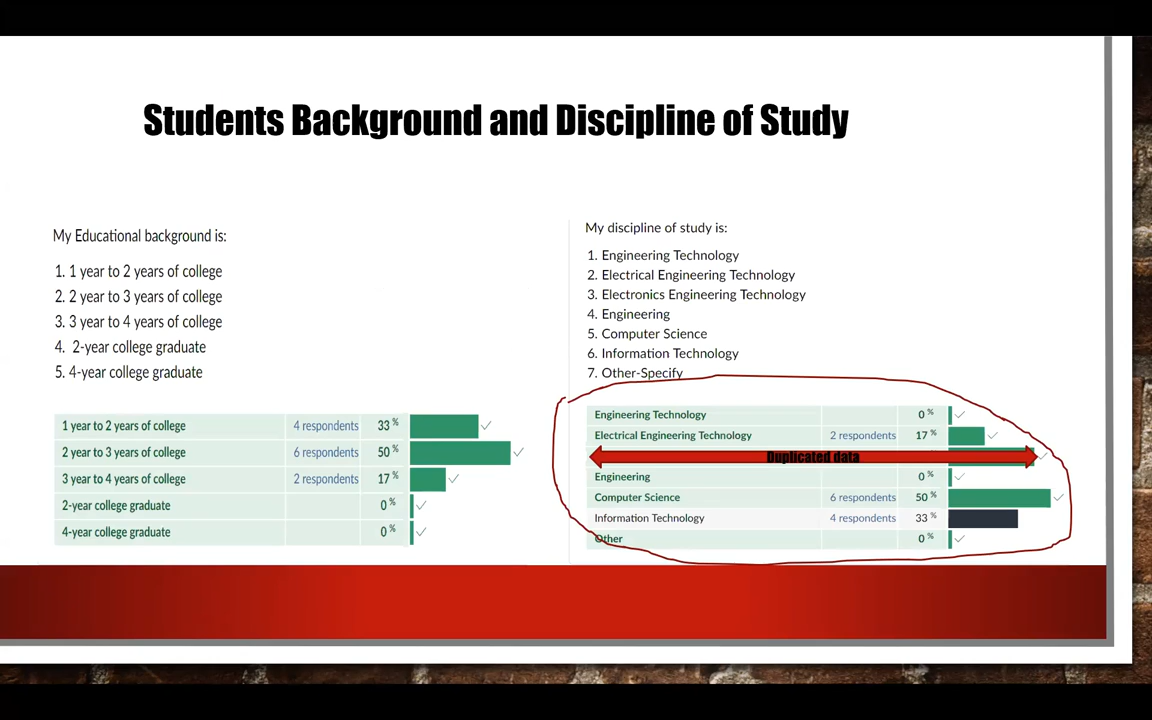 Students Background and Discipline of Study
My Educational background is:
1. 1 year to 2 years of college
2. 2 year to 3 years of college
3. 3 year to 4 years of college
4. 2-year college graduate
5. 4-year college graduate
1 year to 2 years of college 4 respondents 33 %
2 year to 3 years of college 6 respondents 50 %
3 year to 4 years of college 2 respondents 17 %
2-year college graduate 0 %
4-year college graduate 0 %
My discipline of study is:
1. Engineering Technology
2. Electrical Engineering Technology
3. Electronics Engineering Technology
4. Engineering
5. Computer Science
6. Information Technology
7. Other-Specify
Engineering Technology 0 %
Electrical Engineering Technology 2 respondents 17 %
Duplicated data
Engineering 0 %
Computer Science 6 respondents 50 %
Information Technology 4 respondents 33 %
Other 0 %